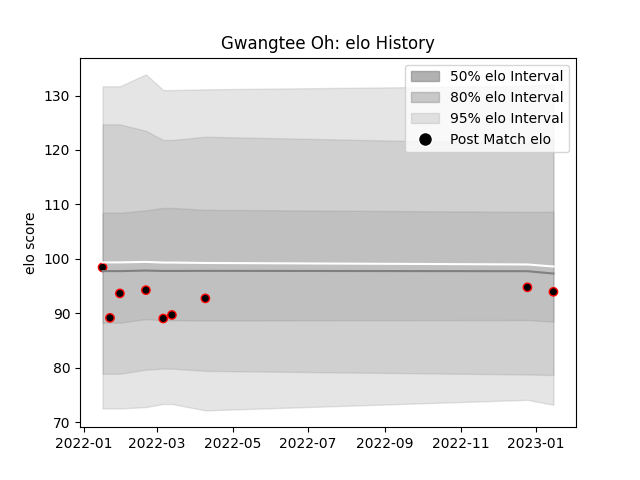 Gwangtee Oh: elo History
50% elo Interval
80% elo Interval
95% elo Interval
Post Match elo
elo score
130
120
110
100
90
80
70
2022-01
2022-03
2022-05
2022-07
2022-09
2022-11
2023-01